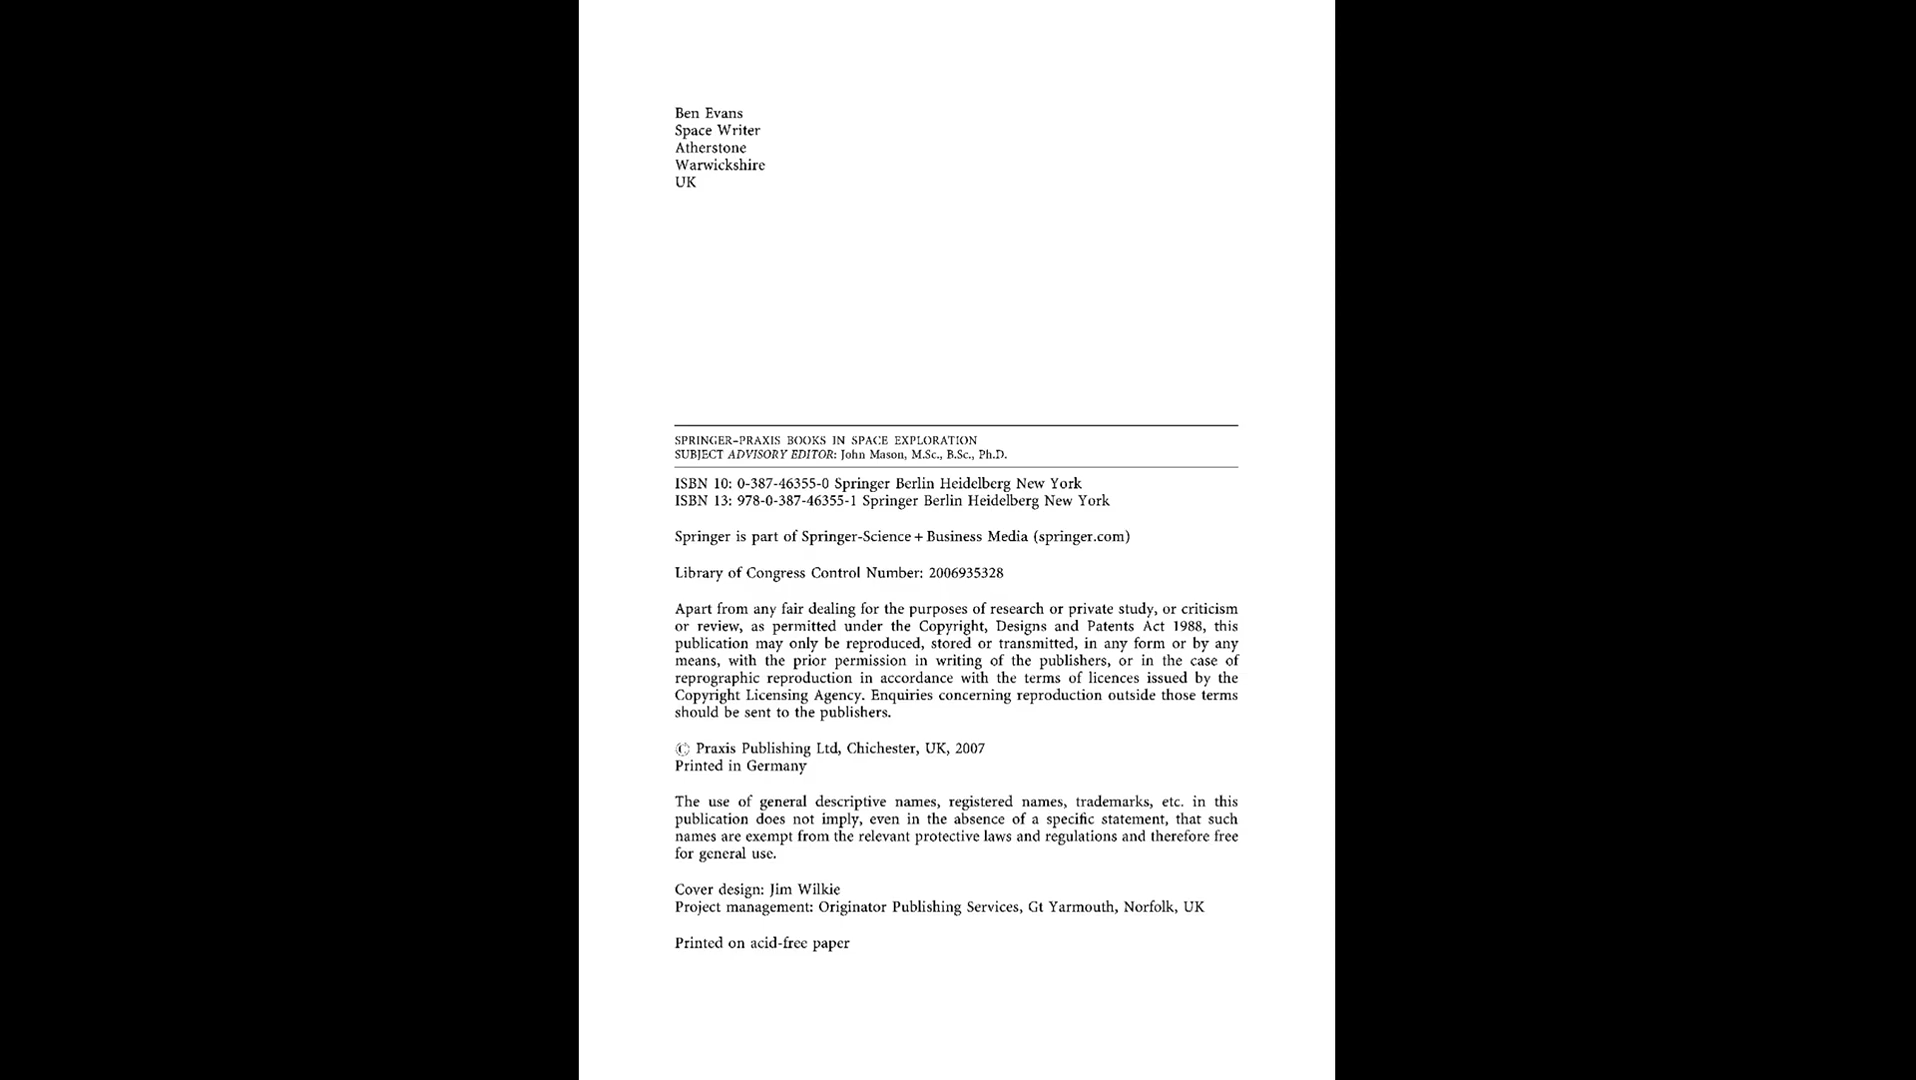 Ben Evans
Space Writer
Atherstone
Warwickshire
UK
SPRINGER–PRAXIS BOOKS IN SPACE EXPLORATION
SUBJECT ADVISORY EDITOR: John Mason, M.Sc., B.Sc., Ph.D.
ISBN 10: 0-387-46355-0 Springer Berlin Heidelberg New York
ISBN 13: 978-0-387-46355-1 Springer Berlin Heidelberg New York
Springer is part of Springer-Science + Business Media (springer.com)
Library of Congress Control Number: 2006935328
Apart from any fair dealing for the purposes of research or private study, or criticism
or review, as permitted under the Copyright, Designs and Patents Act 1988, this
publication may only be reproduced, stored or transmitted, in any form or by any
means, with the prior permission in writing of the publishers, or in the case of
reprographic reproduction in accordance with the terms of licences issued by the
Copyright Licensing Agency. Enquiries concerning reproduction outside those terms
should be sent to the publishers.
© Praxis Publishing Ltd, Chichester, UK, 2007
Printed in Germany
The use of general descriptive names, registered names, trademarks, etc. in this
publication does not imply, even in the absence of a specific statement, that such
names are exempt from the relevant protective laws and regulations and therefore free
for general use.
Cover design: Jim Wilkie
Project management: Originator Publishing Services, Gt Yarmouth, Norfolk, UK
Printed on acid-free paper